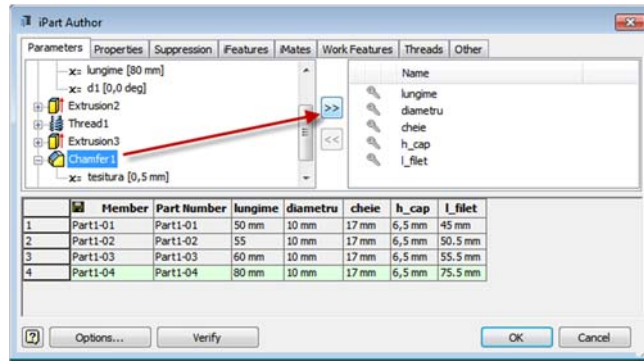 iPart Author
Parameters Properties Suppression iFeatures iMates Work Features Threads Other
x= lungime [80 mm]
x= d1 [0,0 deg]
Extrusion2
Thread1
Extrusion3
Chamfer1
x= tesitura [0,5 mm]
>>
<<
Name
lungime
diametru
cheie
h_cap
l_filet
Member Part Number lungime diametru cheie h_cap l_filet
1 Part1-01 Part1-01 50 mm 10 mm 17 mm 6,5 mm 45 mm
2 Part1-02 Part1-02 55 10 mm 17 mm 6,5 mm 50.5 mm
3 Part1-03 Part1-03 60 mm 10 mm 17 mm 6,5 mm 55.5 mm
4 Part1-04 Part1-04 80 mm 10 mm 17 mm 6,5 mm 75.5 mm
? Options... Verify OK Cancel